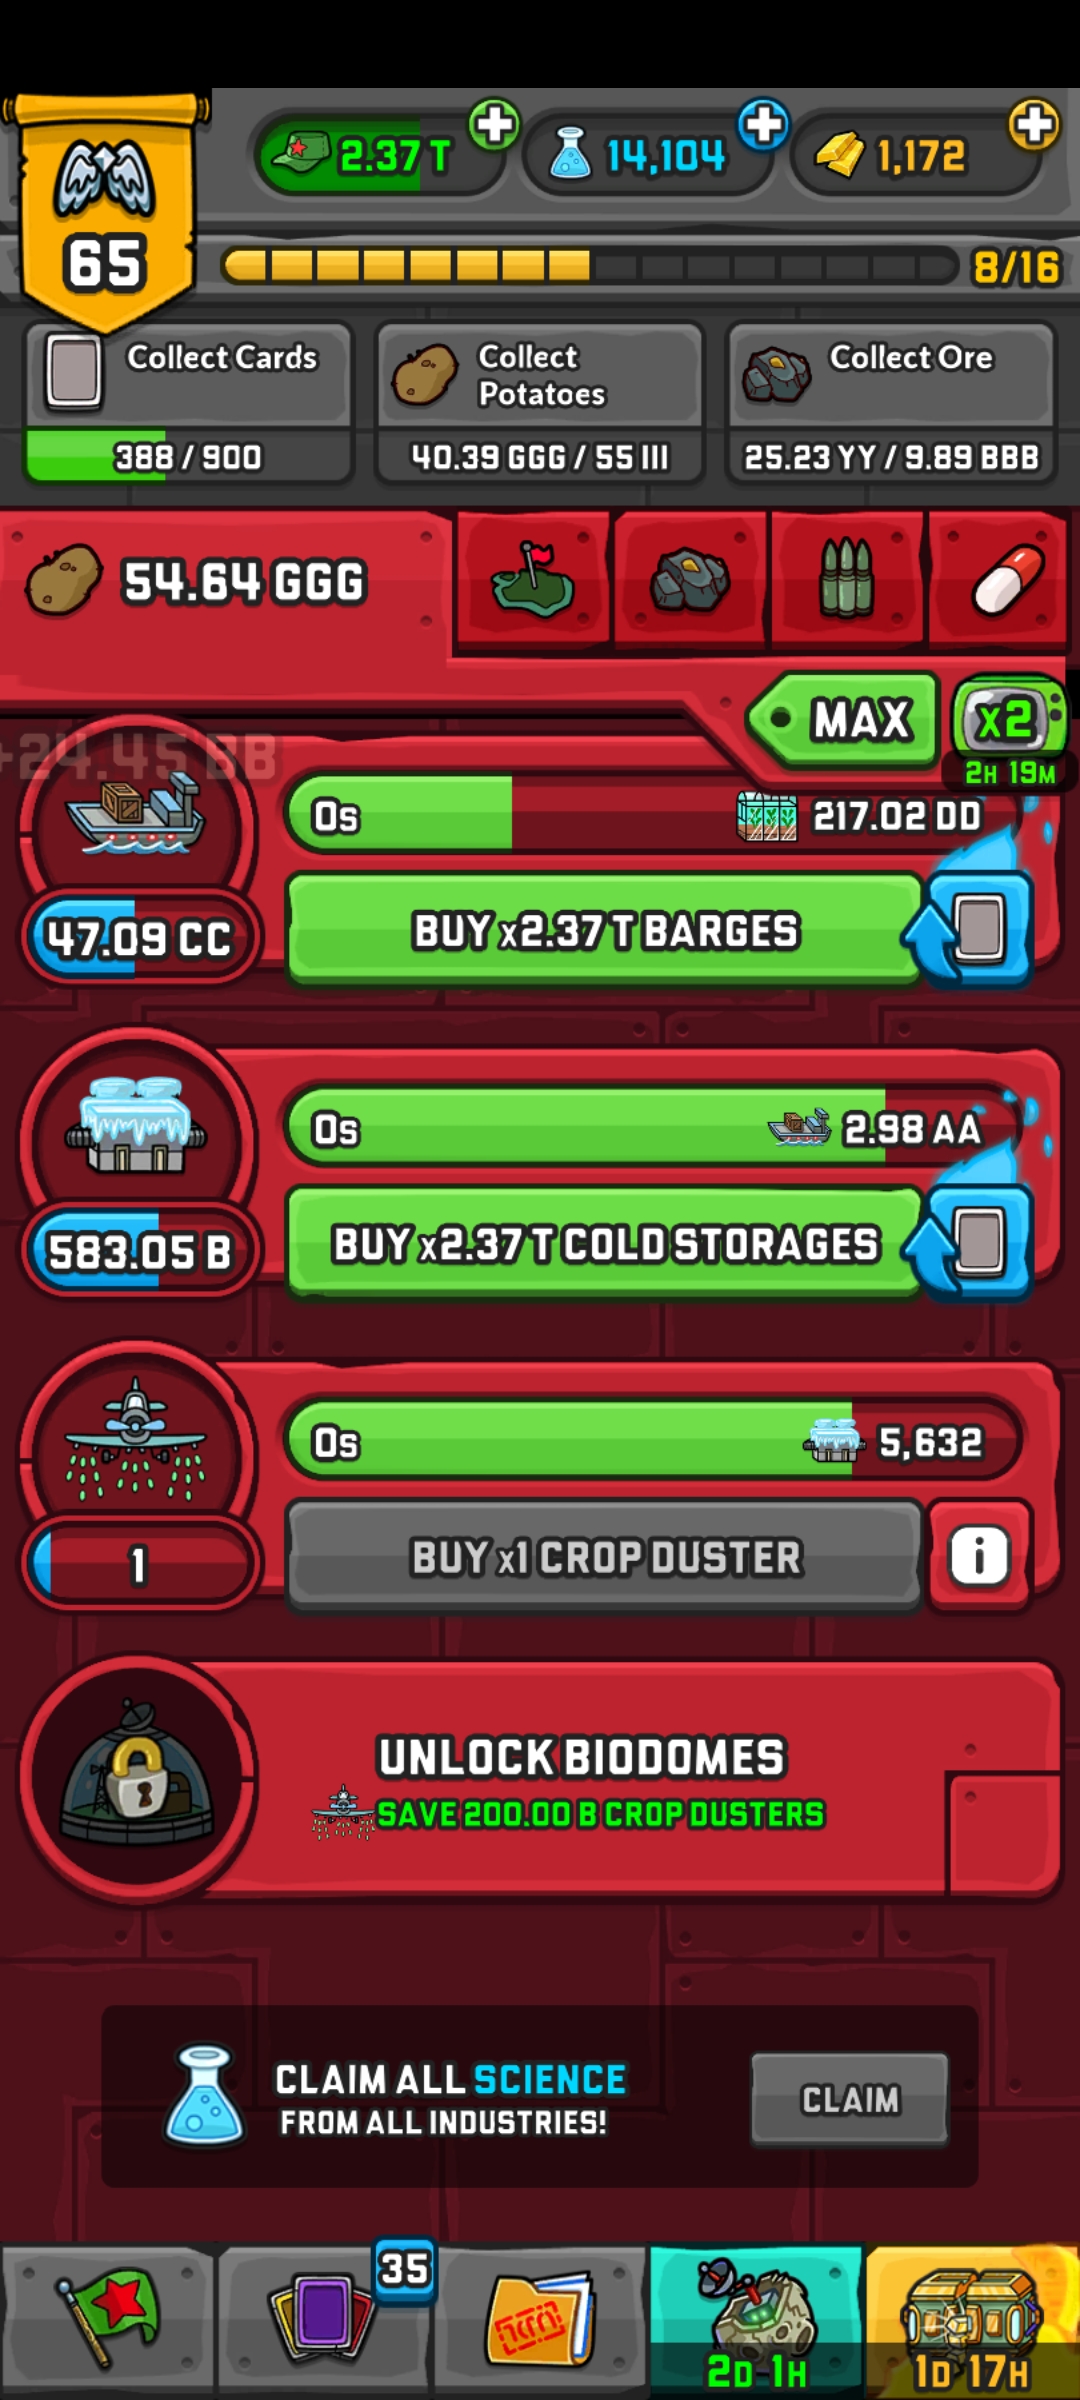 2.37 T
14,104
1,172
65
8/16
Collect Cards
388 / 900
Collect
Potatoes
40.39 GGG / 55 III
Collect Ore
25.23 YY / 9.89 BBB
54.64 GGG
MAX
x2
2H 19M
+24.45 BB
0s
217.02 DD
47.09 CC
BUY x2.37 T BARGES
0s
2.98 AA
583.05 B
BUY x2.37 T COLD STORAGES
0s
5,632
1
BUY x1 CROP DUSTER
i
UNLOCK BIODOMES
SAVE 200.00 B CROP DUSTERS
CLAIM ALL SCIENCE
FROM ALL INDUSTRIES!
CLAIM
35
2D 1H
1D 17H